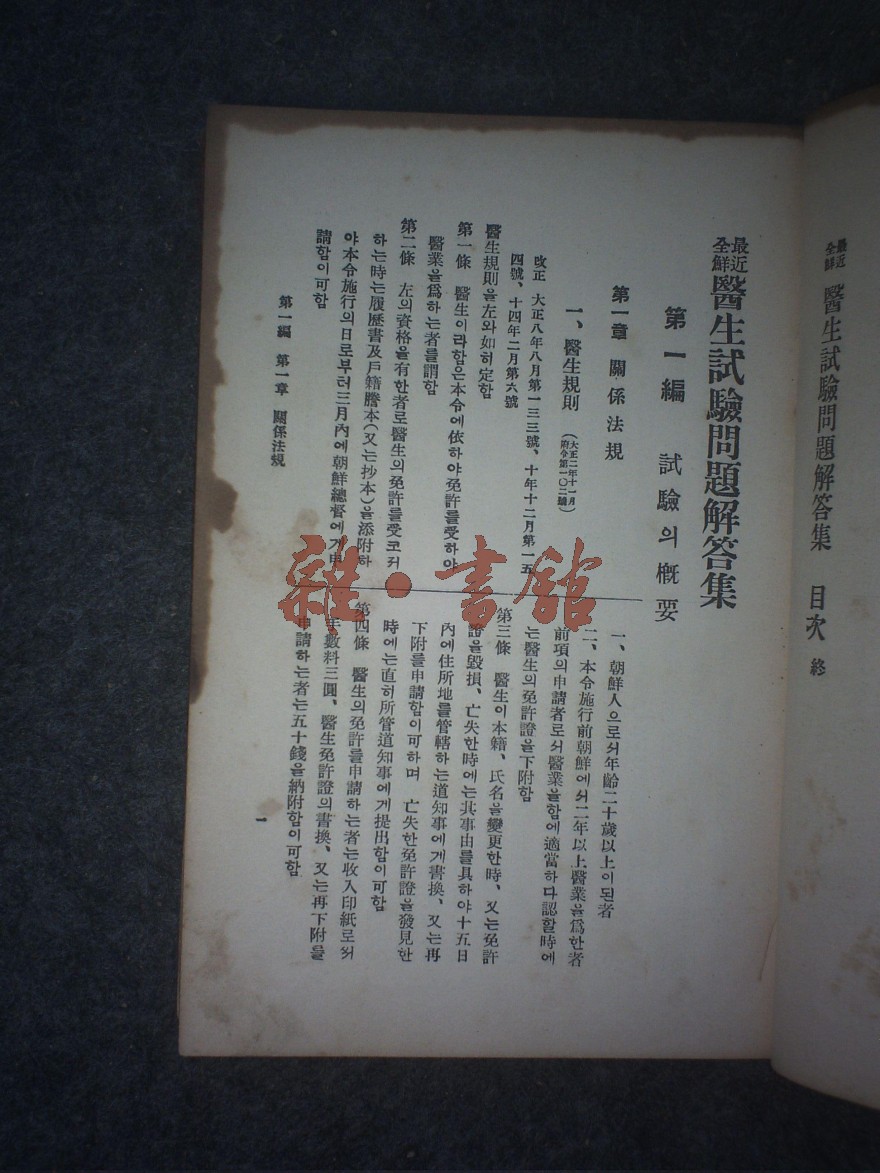 最近全鮮 醫生試驗問題解答集 目次 終
最近全鮮 醫生試驗問題解答集
第一編 試驗의 槪要
第一章 關係法規
一、醫生規則 (大正二年十一月府令第一〇二號)
改正 大正八年八月第一三三號、十年十二月第一五
四號、十四年二月第六號
醫生規則을左와如히定함
第一條 醫生이라함은本令에依하야免許를受하야
醫業을爲하는者를謂함
第二條 左의資格을有한者로醫生의免許를受코저
하는時는履歷書及戶籍謄本(又는抄本)을添附하
야本令施行의日로부터三月內에朝鮮總督에게申
請함이可함
一、朝鮮人으로서年齡二十歲以上이된者
二、本令施行前朝鮮에서二年以上醫業을爲한者
前項의申請者로서醫業을함에適當하다認할時에
는醫生의免許證을下附함
第三條 醫生이本籍、氏名을變更한時、又는免許
證을毀損、亡失한時에는其事由를具하야十五日
內에住所地를管轄하는道知事에게書換、又는再
下附를申請함이可하며 亡失한免許證을發見한
時에는直히所管道知事에게提出함이可함
第四條 醫生의免許를申請하는者는收入印紙로서
手數料三圓、醫生免許證의書換、又는再下附를
申請하는者는五十錢을納附함이可함
第一編 第一章 關係法規
一
雜·書館